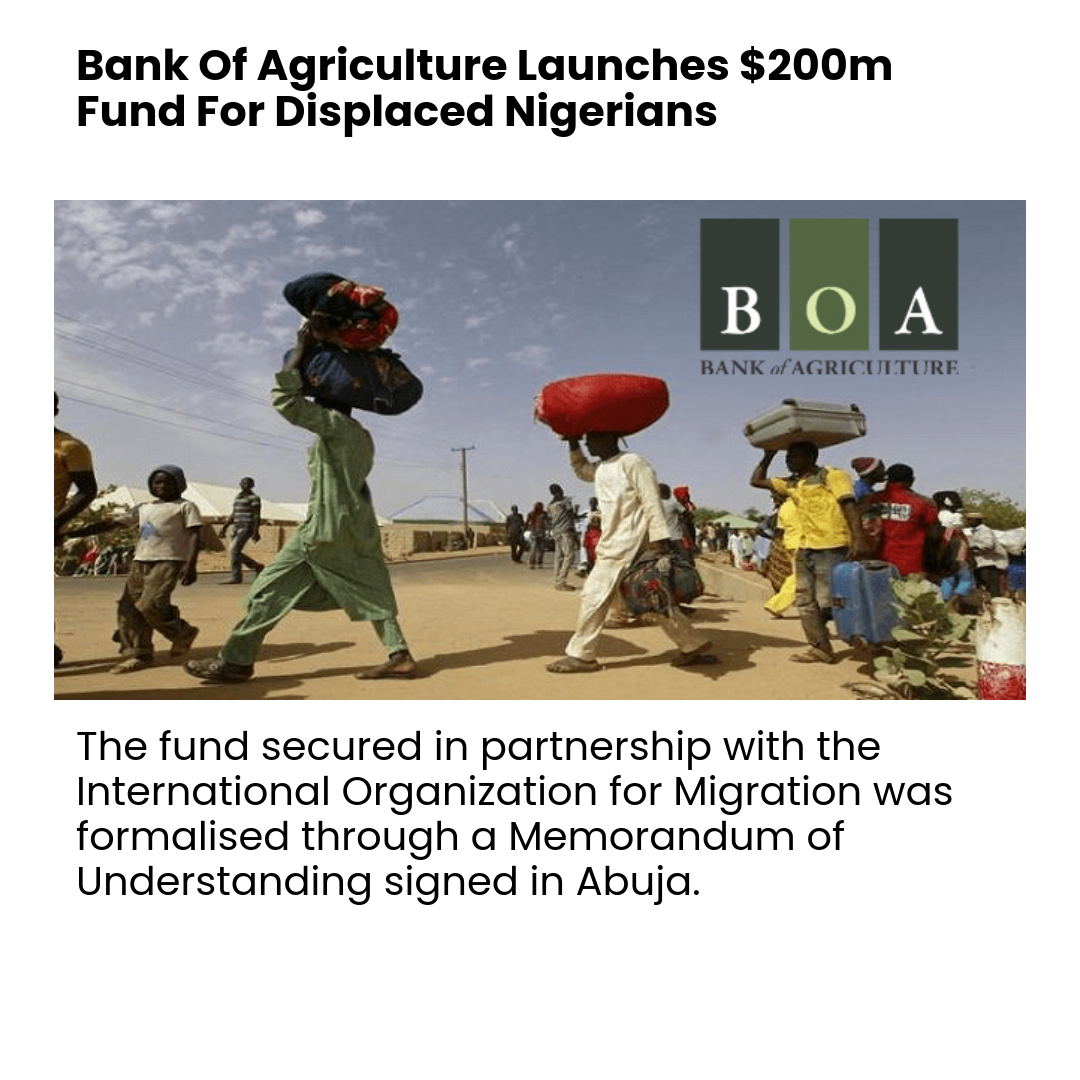 Bank Of Agriculture Launches $200m
Fund For Displaced Nigerians
B O A
BANK of AGRICULTURE
The fund secured in partnership with the
International Organization for Migration was
formalised through a Memorandum of
Understanding signed in Abuja.